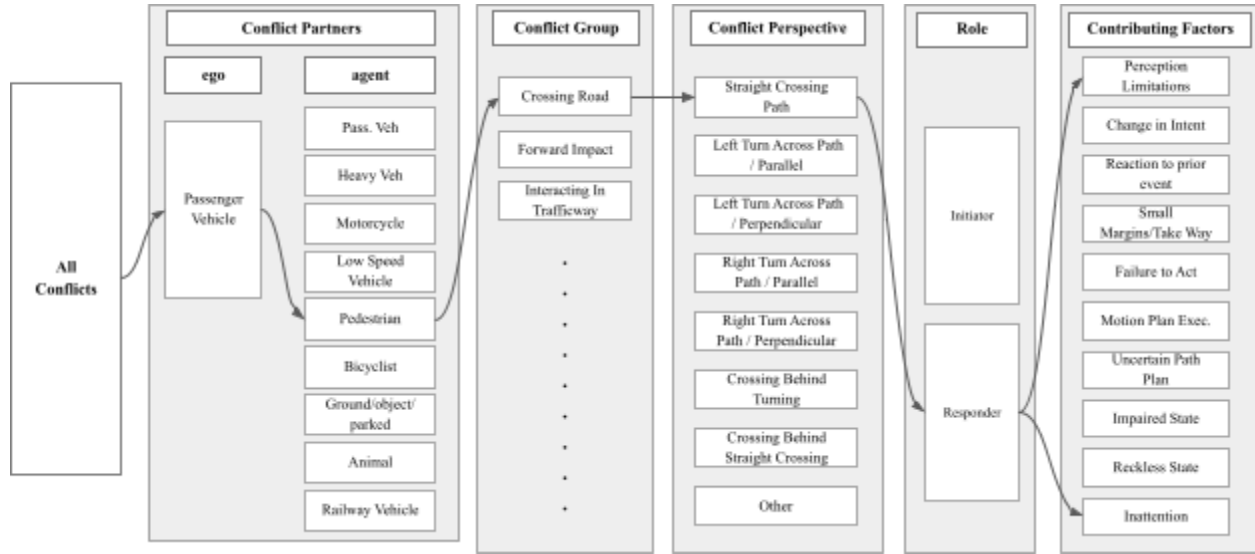 Conflict Partners
Conflict Group
Conflict Perspective
Role
Contributing Factors
ego
agent
All
Conflicts
Passenger
Vehicle
Pass. Veh
Heavy Veh
Motorcycle
Low Speed
Vehicle
Pedestrian
Bicyclist
Ground/object/
parked
Animal
Railway Vehicle
Crossing Road
Forward Impact
Interacting In
Trafficway
Straight Crossing
Path
Left Turn Across Path
/ Parallel
Left Turn Across Path
/ Perpendicular
Right Turn Across
Path / Parallel
Right Turn Across
Path / Perpendicular
Crossing Behind
Turning
Crossing Behind
Straight Crossing
Other
Initiator
Responder
Perception
Limitations
Change in Intent
Reaction to prior
event
Small
Margins/Take Way
Failure to Act
Motion Plan Exec.
Uncertain Path
Plan
Impaired State
Reckless State
Inattention